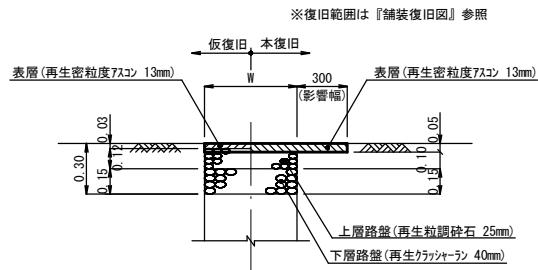 ※復旧範囲は『舗装復旧図』参照
仮復旧 本復旧
表層(再生密粒度アスコン 13mm)
W
300
(影響幅)
表層(再生密粒度アスコン 13mm)
0.03
0.12
0.15
0.30
0.05
0.10
0.15
上層路盤(再生粒調砕石 25mm)
下層路盤(再生クラッシャーラン 40mm)